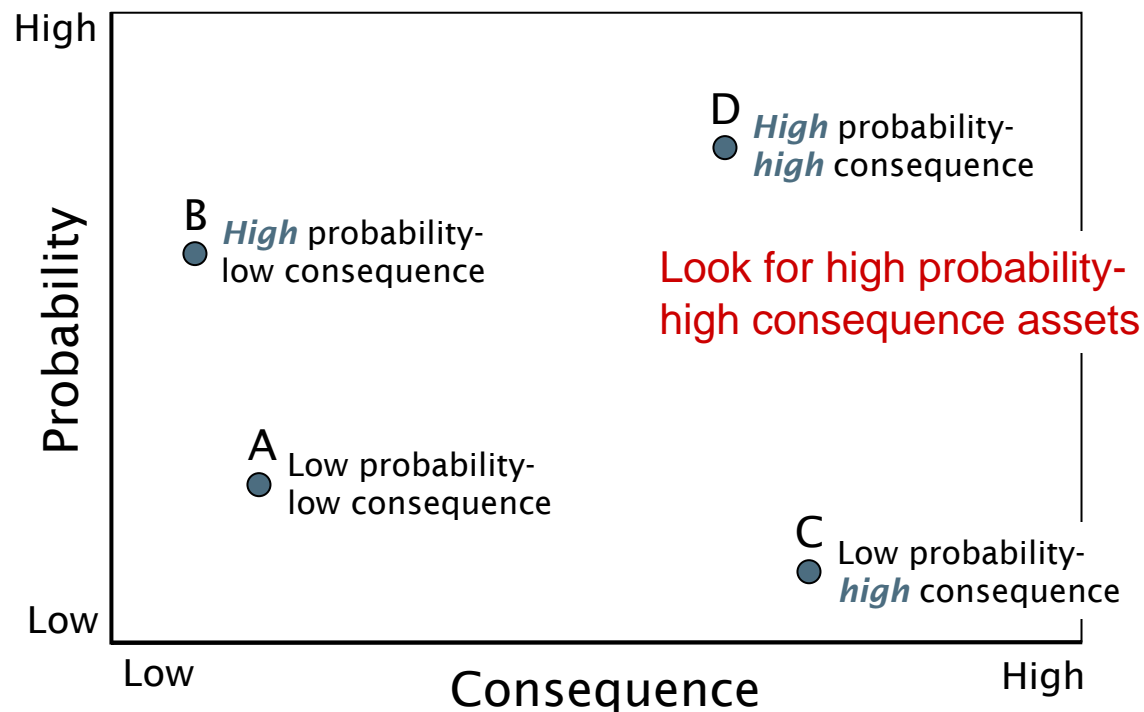 High
D
High probability-
high consequence
B
High probability-
low consequence
Look for high probability-
high consequence assets
Probability
A
Low probability-
low consequence
C
Low probability-
high consequence
Low
Low
High
Consequence